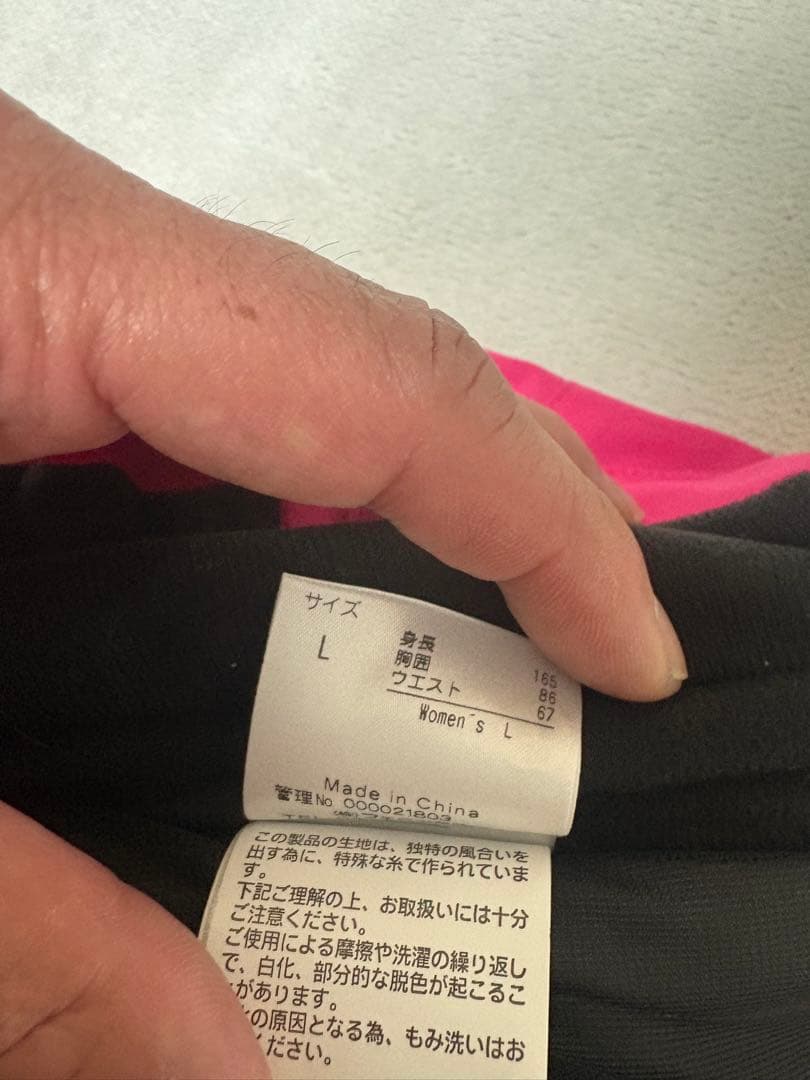 サイズ
L
身長 165
胸囲 86
ウエスト 67
Women's L
Made in China
管理No 000021803
この製品の生地は、独特の風合いを
出す為に、特殊な糸で作られていま
す。
下記ご理解の上、お取扱いには十分
ご注意ください。
ご使用による摩擦や洗濯の繰り返し
で、白化、部分的な脱色が起こるこ
があります。
の原因となる為、もみ洗いはお
ください。